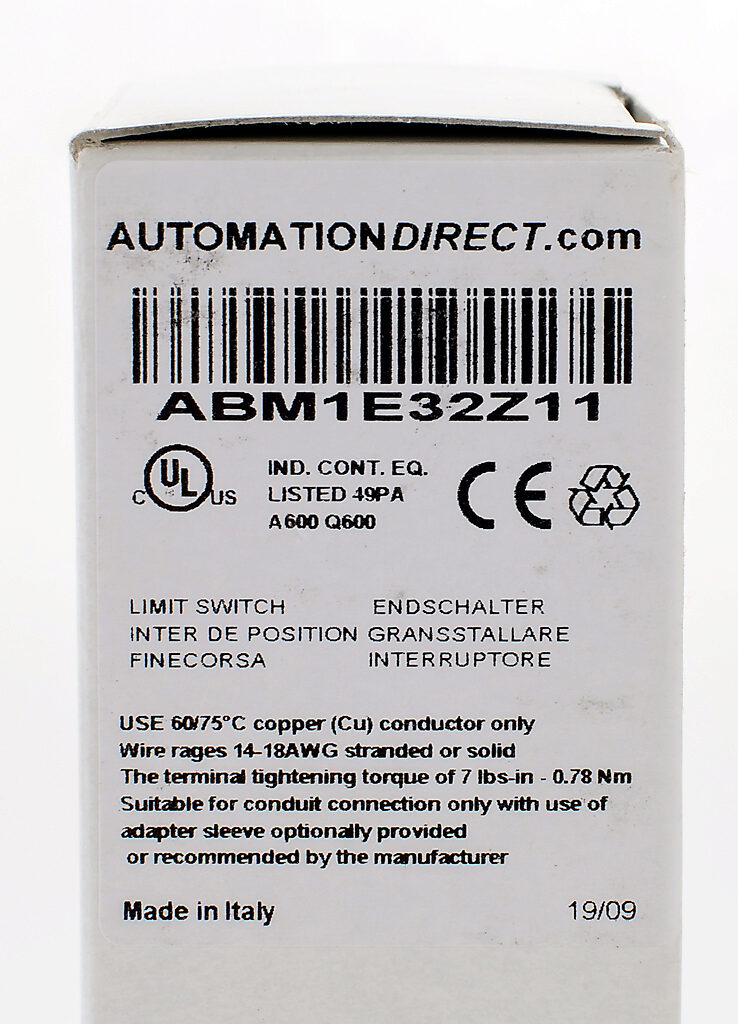 AUTOMATIONDIRECT.com
ABM1E32Z11
C UL US
IND. CONT. EQ.
LISTED 49PA
A600 Q600
CE
LIMIT SWITCH ENDSCHALTER
INTER DE POSITION GRANSSTALLARE
FINECORSA INTERRUPTORE
USE 60/75°C copper (Cu) conductor only
Wire rages 14-18AWG stranded or solid
The terminal tightening torque of 7 lbs-in - 0.78 Nm
Suitable for conduit connection only with use of
adapter sleeve optionally provided
or recommended by the manufacturer
Made in Italy 19/09